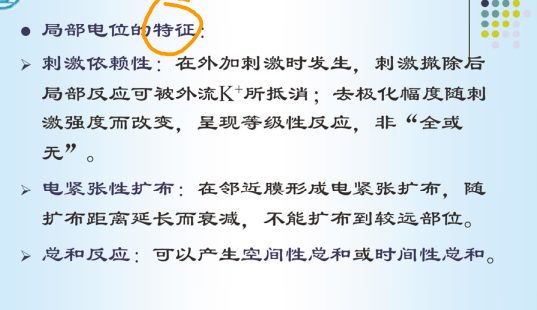 ● 局部电位的特征:
➢ 刺激依赖性：在外加刺激时发生，刺激撤除后
局部反应可被外流K⁺所抵消；去极化幅度随刺
激强度而改变，呈现等级性反应，非“全或
无”。
➢ 电紧张性扩布：在邻近膜形成电紧张扩布，随
扩布距离延长而衰减，不能扩布到较远部位。
➢ 总和反应：可以产生空间性总和或时间性总和。